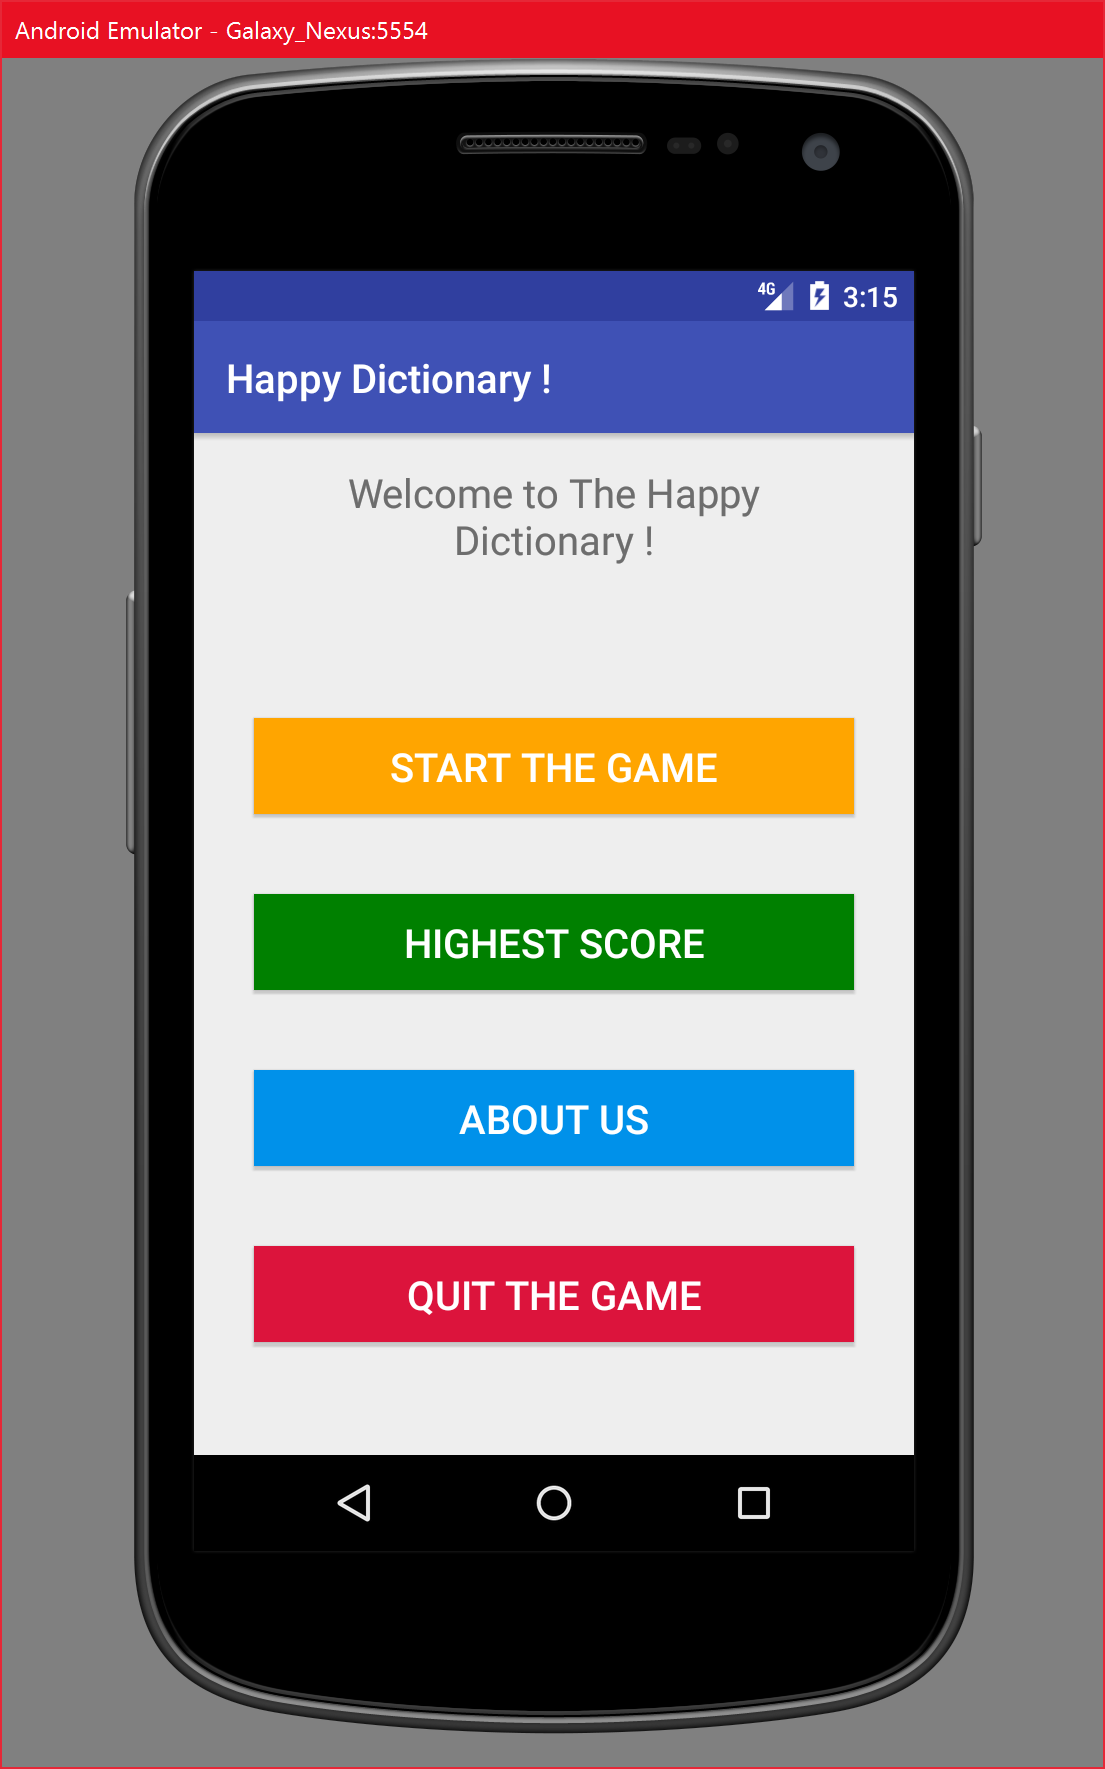 Android Emulator - Galaxy_Nexus:5554
4G 3:15
Happy Dictionary !
Welcome to The Happy
Dictionary !
START THE GAME
HIGHEST SCORE
ABOUT US
QUIT THE GAME